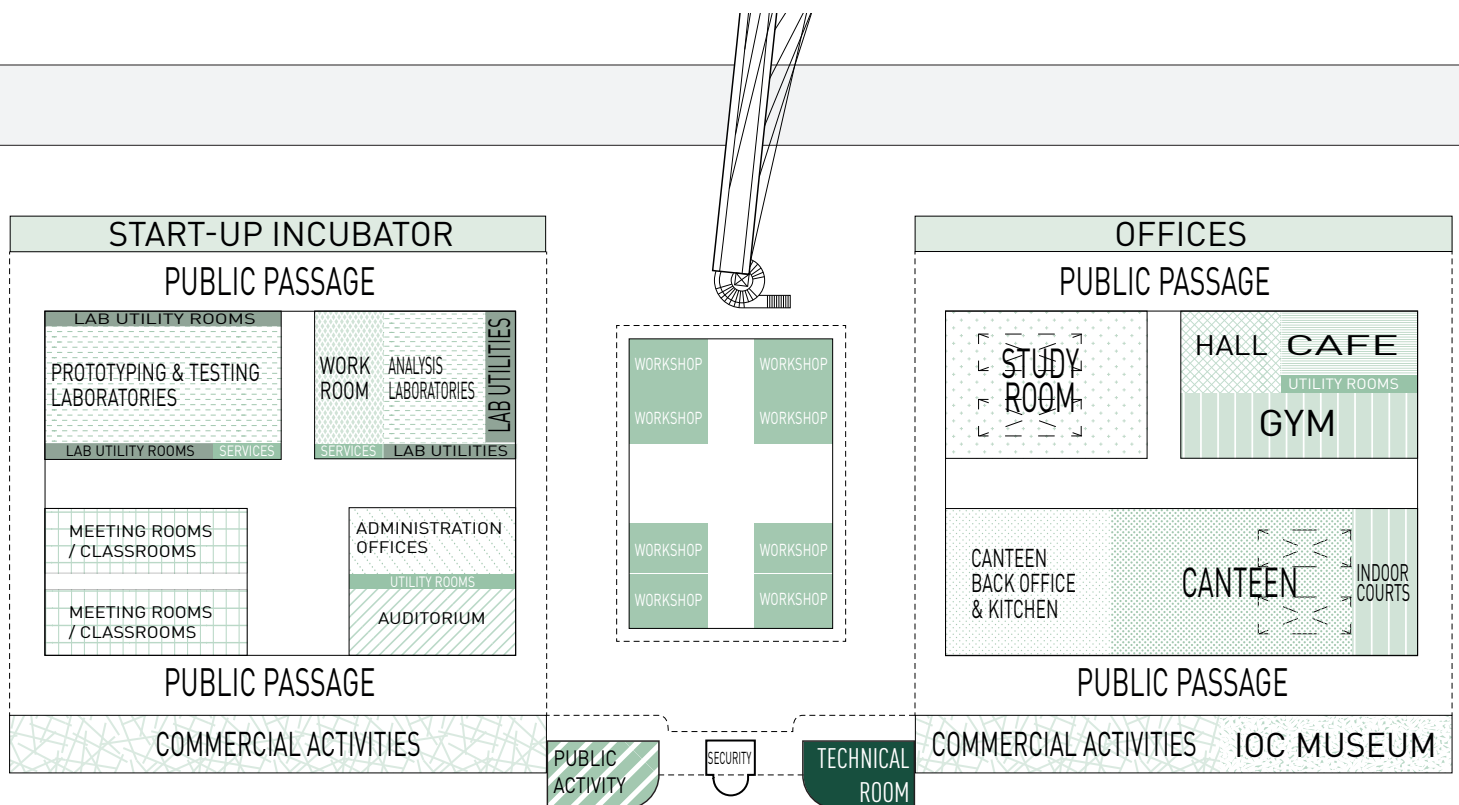 START-UP INCUBATOR
PUBLIC PASSAGE
LAB UTILITY ROOMS
PROTOTYPING & TESTING
LABORATORIES
LAB UTILITY ROOMS
SERVICES
WORK
ROOM
ANALYSIS
LABORATORIES
LAB UTILITIES
SERVICES
LAB UTILITIES
MEETING ROOMS
/ CLASSROOMS
MEETING ROOMS
/ CLASSROOMS
ADMINISTRATION
OFFICES
UTILITY ROOMS
AUDITORIUM
PUBLIC PASSAGE
COMMERCIAL ACTIVITIES
WORKSHOP
WORKSHOP
WORKSHOP
WORKSHOP
WORKSHOP
WORKSHOP
WORKSHOP
WORKSHOP
PUBLIC
ACTIVITY
SECURITY
TECHNICAL
ROOM
OFFICES
PUBLIC PASSAGE
STUDY
ROOM
HALL
CAFE
UTILITY ROOMS
GYM
CANTEEN
BACK OFFICE
& KITCHEN
CANTEEN
INDOOR
COURTS
PUBLIC PASSAGE
COMMERCIAL ACTIVITIES
IOC MUSEUM